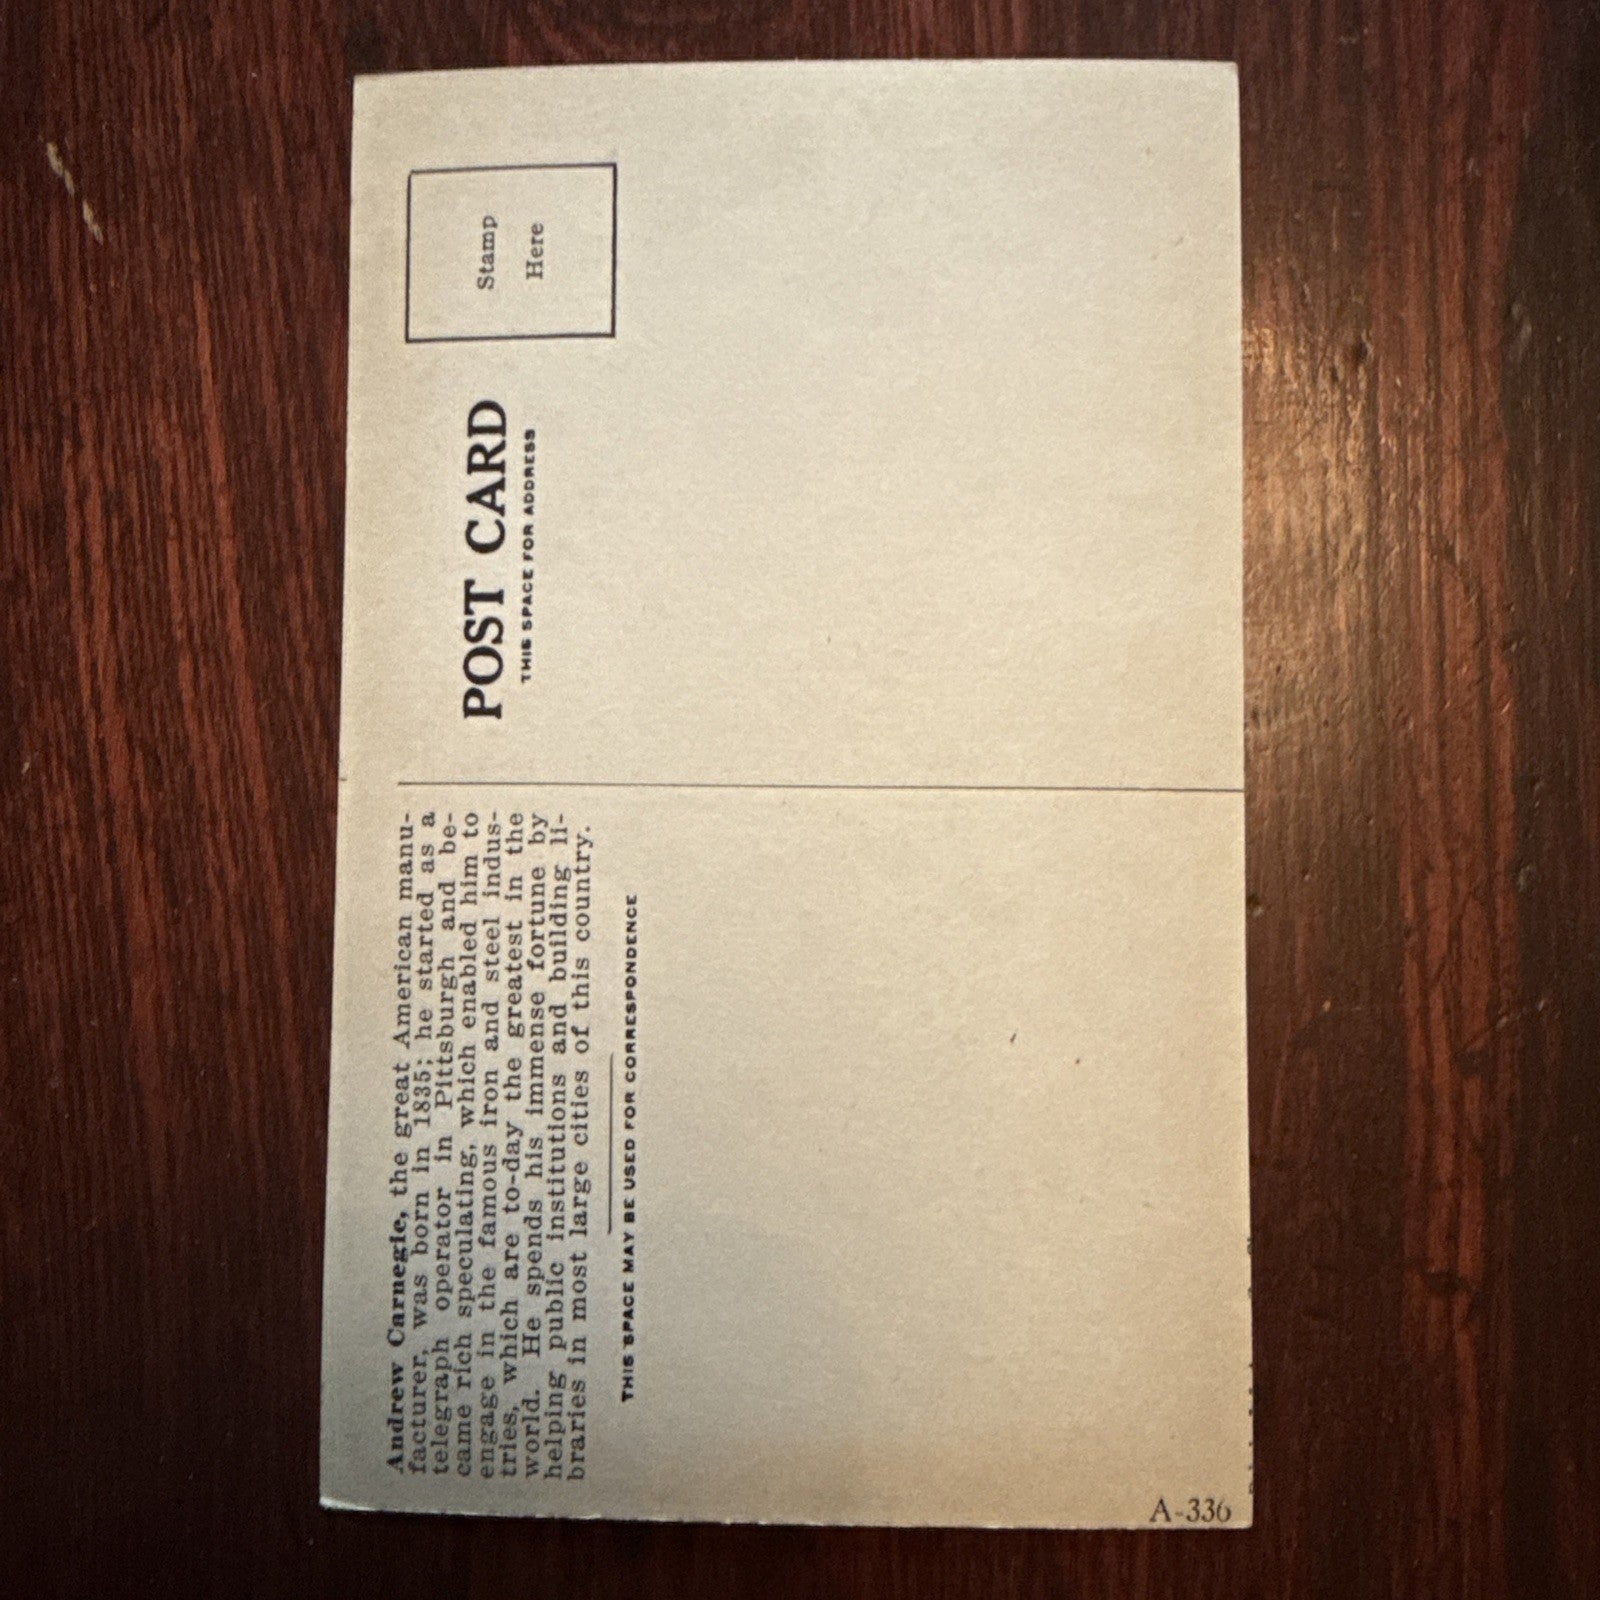 Andrew Carnegie, the great American manu-
facturer, was born in 1835; he started as a
telegraph operator in Pittsburgh and be-
came rich speculating, which enabled him to
engage in the famous iron and steel indus-
tries, which are to-day the greatest in the
world. He spends his immense fortune by
helping public institutions and building li-
braries in most large cities of this country.
THIS SPACE MAY BE USED FOR CORRESPONDENCE
POST CARD
THIS SPACE FOR ADDRESS
Stamp
Here
A-336